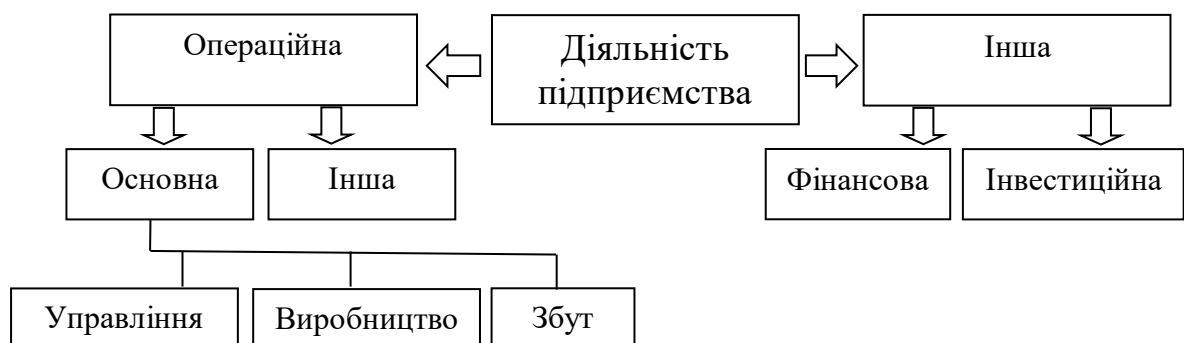 Операційна
Діяльність
підприємства
Інша
Основна
Інша
Фінансова
Інвестиційна
Управління
Виробництво
Збут